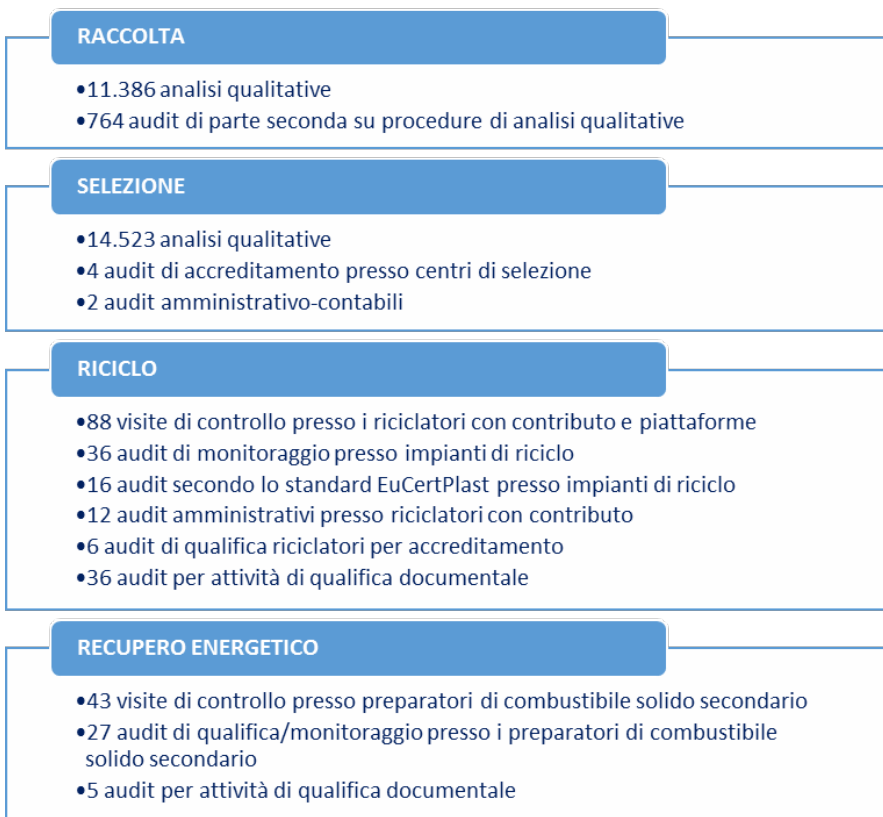 RACCOLTA
•11.386 analisi qualitative
•764 audit di parte seconda su procedure di analisi qualitative
SELEZIONE
•14.523 analisi qualitative
•4 audit di accreditamento presso centri di selezione
•2 audit amministrativo-contabili
RICICLO
•88 visite di controllo presso i riciclatori con contributo e piattaforme
•36 audit di monitoraggio presso impianti di riciclo
•16 audit secondo lo standard EuCertPlast presso impianti di riciclo
•12 audit amministrativi presso riciclatori con contributo
•6 audit di qualifica riciclatori per accreditamento
•36 audit per attività di qualifica documentale
RECUPERO ENERGETICO
•43 visite di controllo presso preparatori di combustibile solido secondario
•27 audit di qualifica/monitoraggio presso i preparatori di combustibile
solido secondario
•5 audit per attività di qualifica documentale